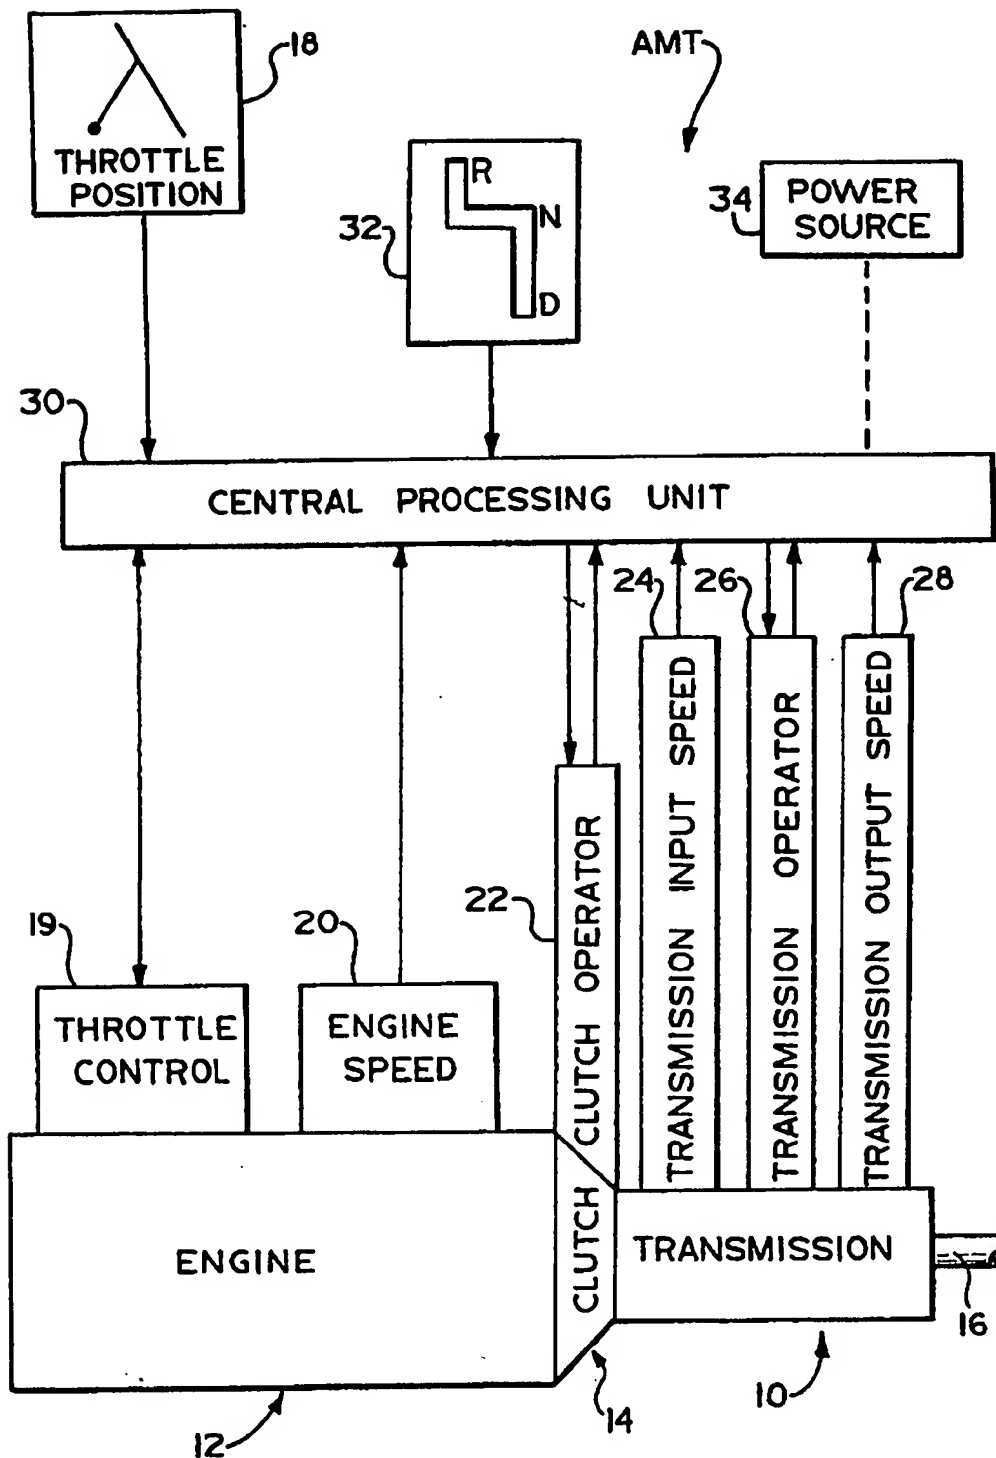 18
AMT
THROTTLE
POSITION
R
N
D
32
34
POWER
SOURCE
30
CENTRAL PROCESSING UNIT
24
26
28
19
20
22
THROTTLE
CONTROL
ENGINE
SPEED
CLUTCH OPERATOR
TRANSMISSION INPUT SPEED
TRANSMISSION OPERATOR
TRANSMISSION OUTPUT SPEED
ENGINE
CLUTCH
TRANSMISSION
16
12
14
10